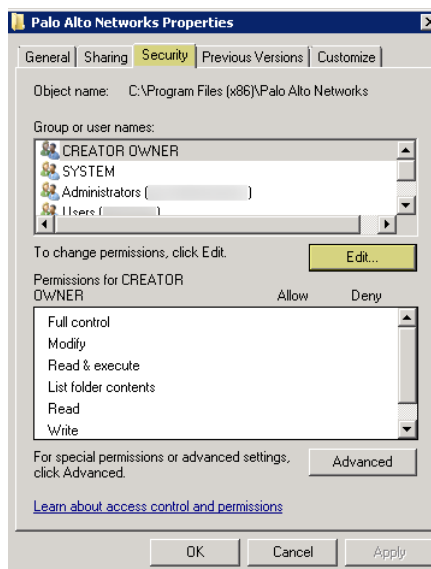 Palo Alto Networks Properties
General Sharing Security Previous Versions Customize
Object name: C:\Program Files (x86)\Palo Alto Networks
Group or user names:
CREATOR OWNER
SYSTEM
Administrators ( )
Users ( )
To change permissions, click Edit.
Edit...
Permissions for CREATOR
OWNER Allow Deny
Full control
Modify
Read & execute
List folder contents
Read
Write
For special permissions or advanced settings,
click Advanced.
Advanced
Learn about access control and permissions
OK Cancel Apply